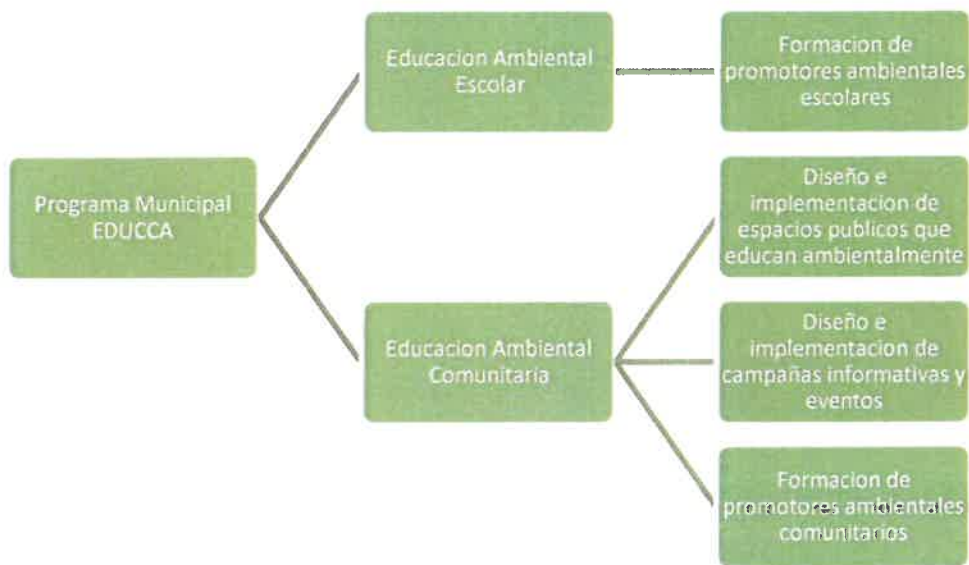 Educacion Ambiental
Escolar
Formacion de
promotores ambientales
escolares
Programa Municipal
EDUCCA
Diseño e
implementacion de
espacios publicos que
educan ambientalmente
Educacion Ambiental
Comunitaria
Diseño e
implementacion de
campañas informativas y
eventos
Formacion de
promotores ambientales
comunitarios